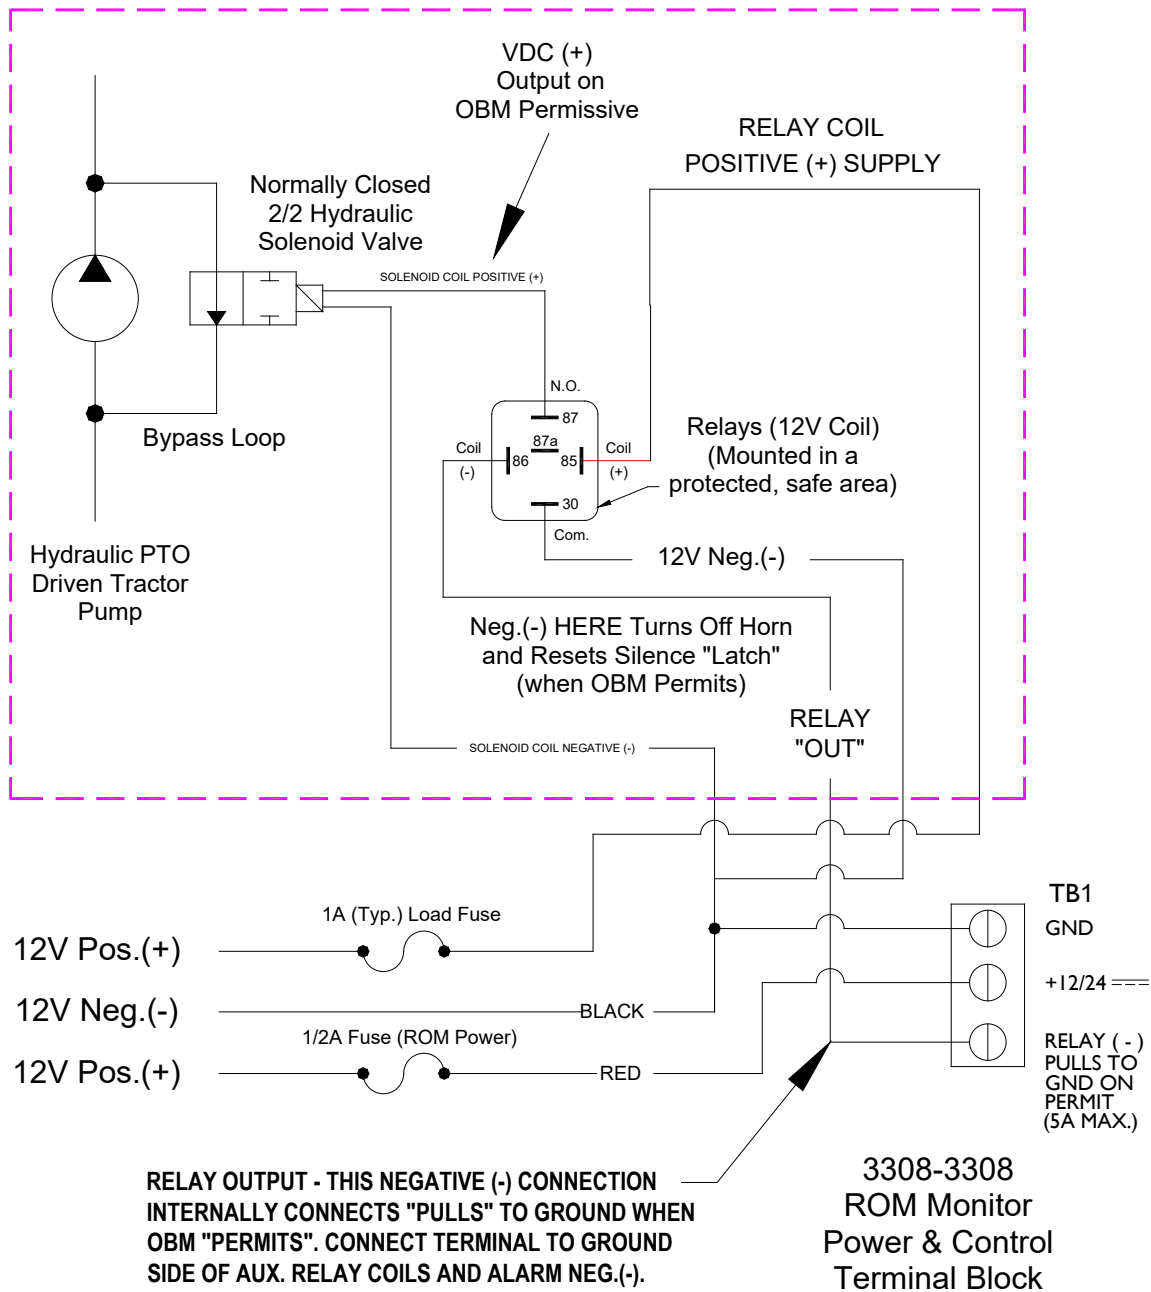 VDC (+)
Output on
OBM Permissive
RELAY COIL
POSITIVE (+) SUPPLY
Normally Closed
2/2 Hydraulic
Solenoid Valve
SOLENOID COIL POSITIVE (+)
N.O.
87
87a
Coil
(-)
86
85
Coil
(+)
30
Com.
Relays (12V Coil)
(Mounted in a
protected, safe area)
Bypass Loop
Hydraulic PTO
Driven Tractor
Pump
12V Neg.(-)
Neg.(-) HERE Turns Off Horn
and Resets Silence "Latch"
(when OBM Permits)
RELAY
"OUT"
SOLENOID COIL NEGATIVE (-)
1A (Typ.) Load Fuse
12V Pos.(+)
12V Neg.(-)
BLACK
1/2A Fuse (ROM Power)
12V Pos.(+)
RED
TB1
GND
+12/24
RELAY ( - )
PULLS TO
GND ON
PERMIT
(5A MAX.)
RELAY OUTPUT - THIS NEGATIVE (-) CONNECTION
INTERNALLY CONNECTS "PULLS" TO GROUND WHEN
OBM "PERMITS". CONNECT TERMINAL TO GROUND
SIDE OF AUX. RELAY COILS AND ALARM NEG.(-).
3308-3308
ROM Monitor
Power & Control
Terminal Block